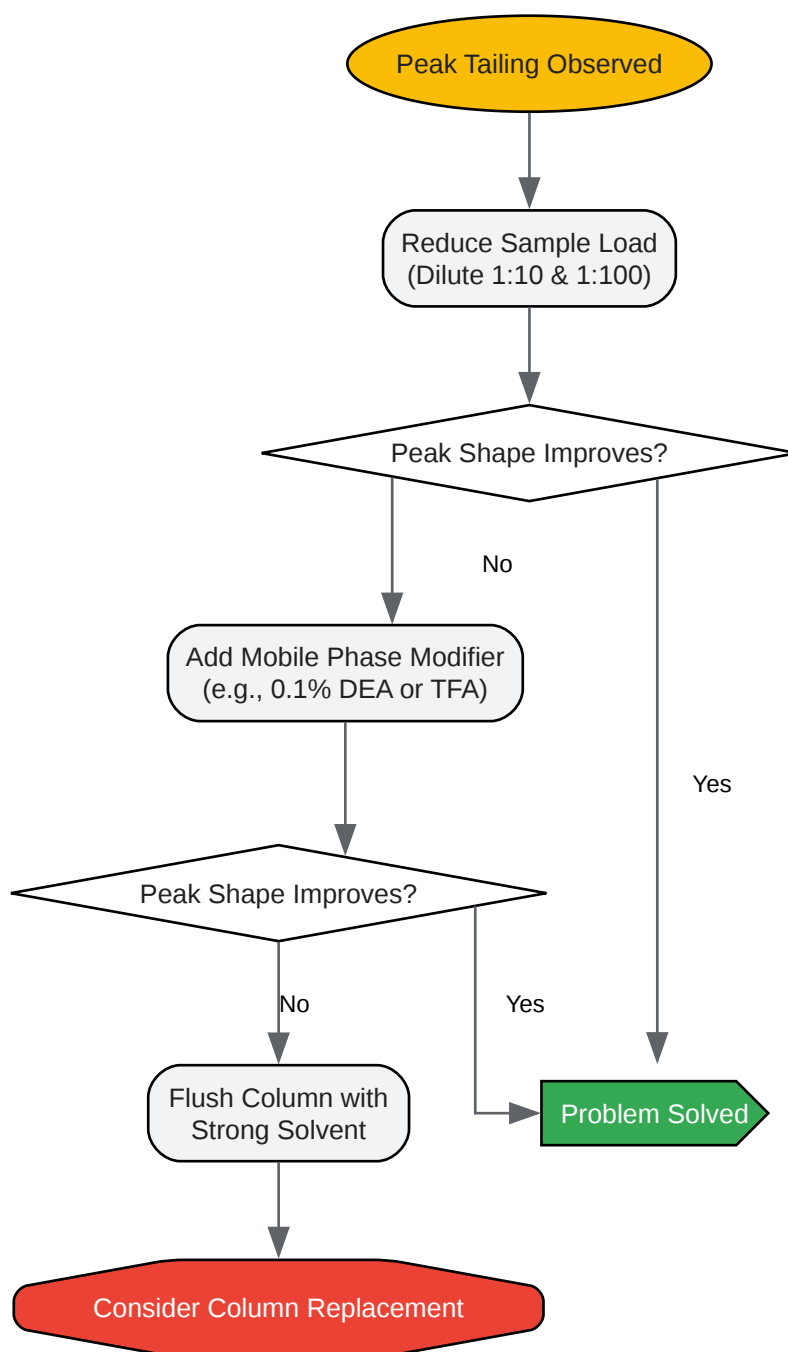 Peak Tailing Observed
Reduce Sample Load
(Dilute 1:10 & 1:100)
Peak Shape Improves?
No
Add Mobile Phase Modifier
(e.g., 0.1% DEA or TFA)
Yes
Peak Shape Improves?
No
Yes
Flush Column with
Strong Solvent
Problem Solved
Consider Column Replacement